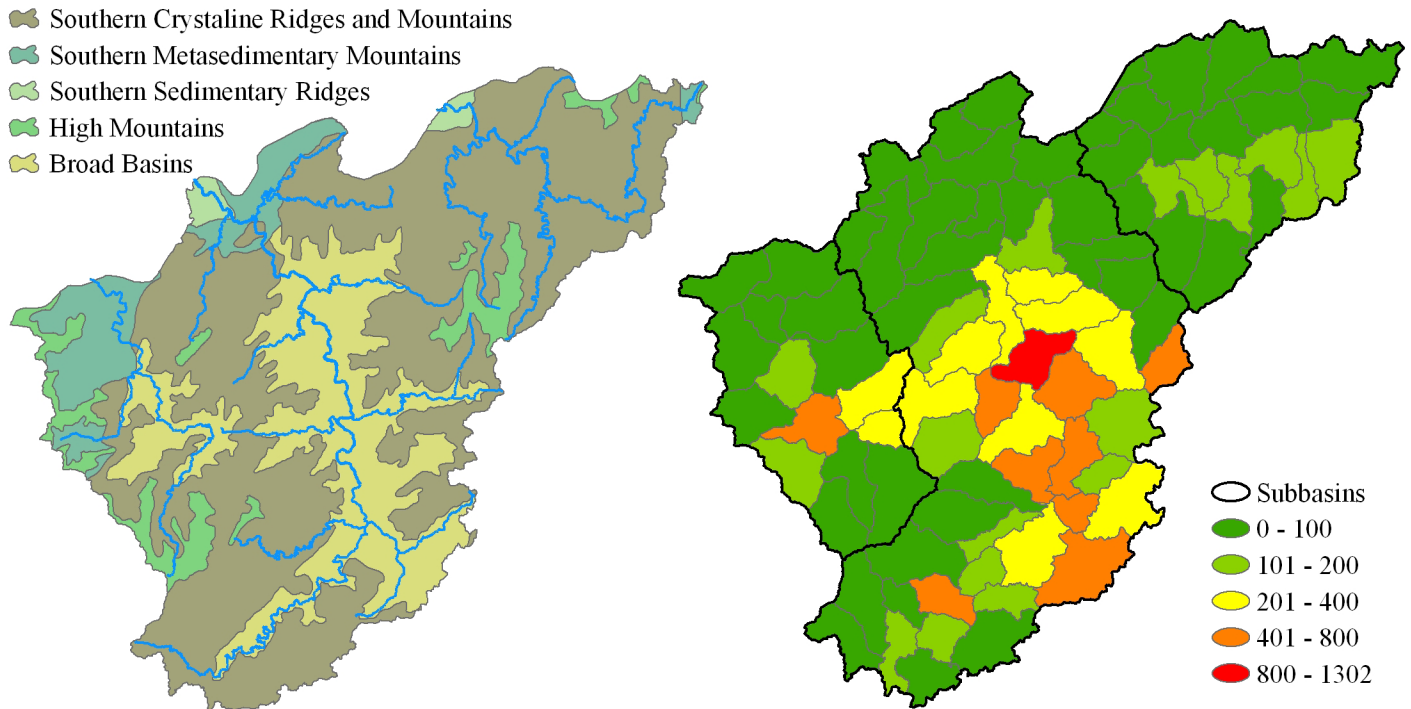 Southern Crystaline Ridges and Mountains
Southern Metasedimentary Mountains
Southern Sedimentary Ridges
High Mountains
Broad Basins
Subbasins
0 - 100
101 - 200
201 - 400
401 - 800
800 - 1302